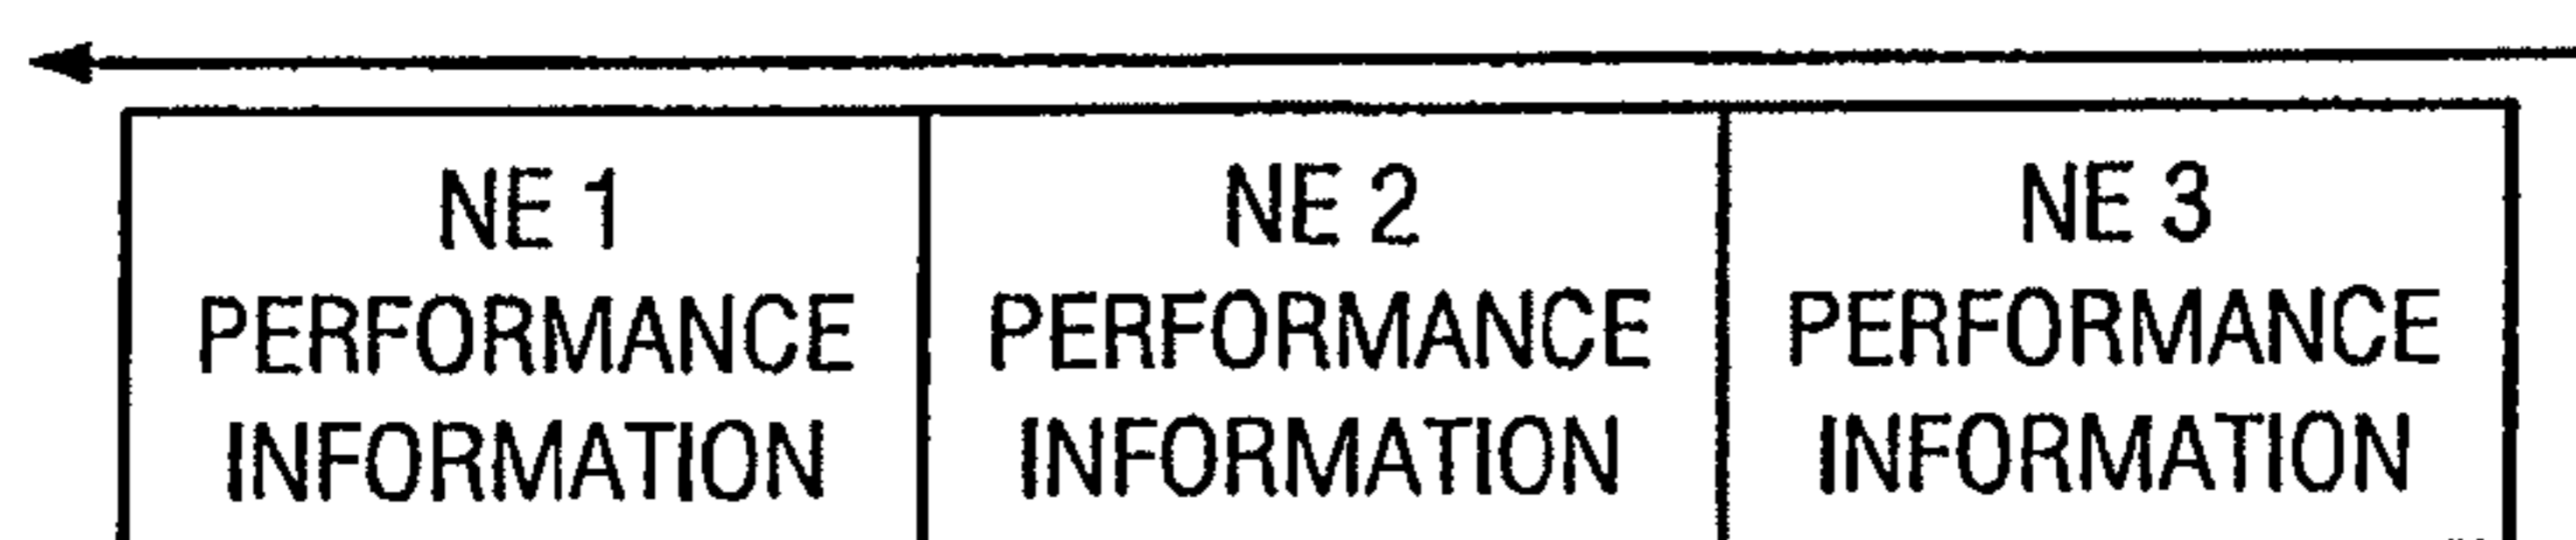 NE 1
PERFORMANCE
INFORMATION
NE 2
PERFORMANCE
INFORMATION
NE 3
PERFORMANCE
INFORMATION